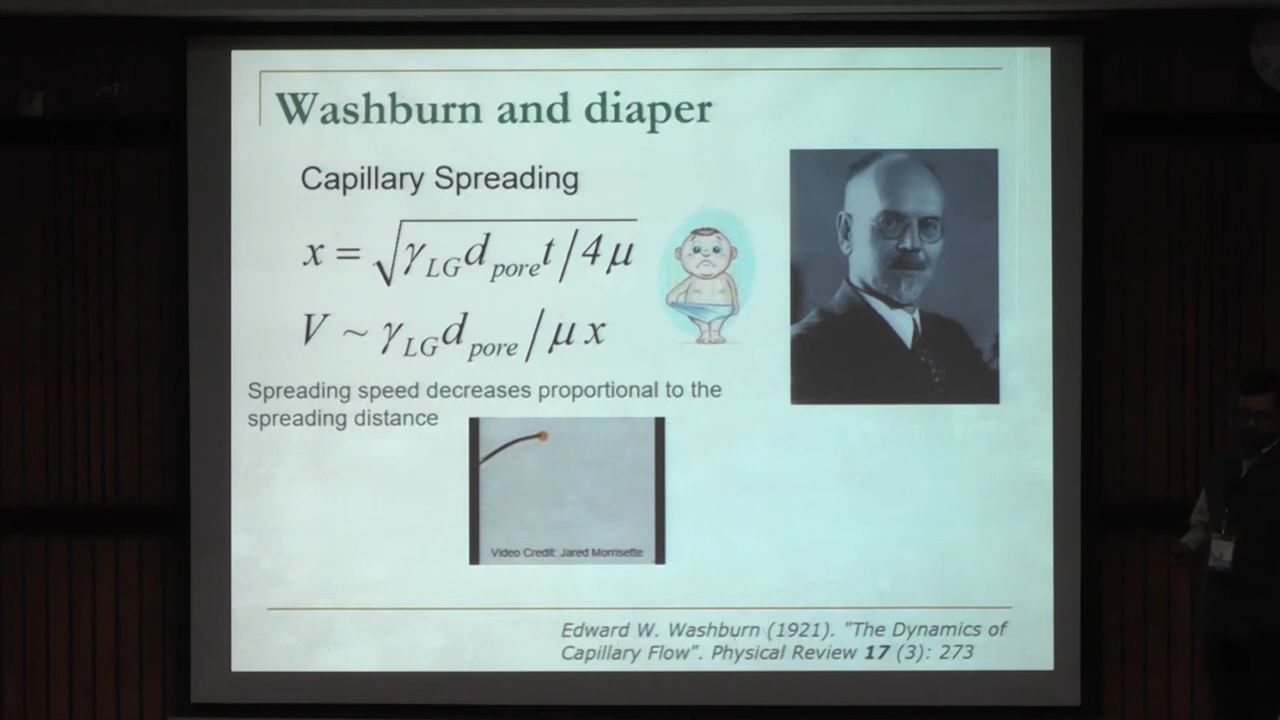 Washburn and diaper
Capillary Spreading
x = √γ_LG d_pore t / 4 μ
V ~ γ_LG d_pore / μ x
Spreading speed decreases proportional to the
spreading distance
Video Credit: Jared Morrisette
Edward W. Washburn (1921). "The Dynamics of
Capillary Flow". Physical Review 17 (3): 273